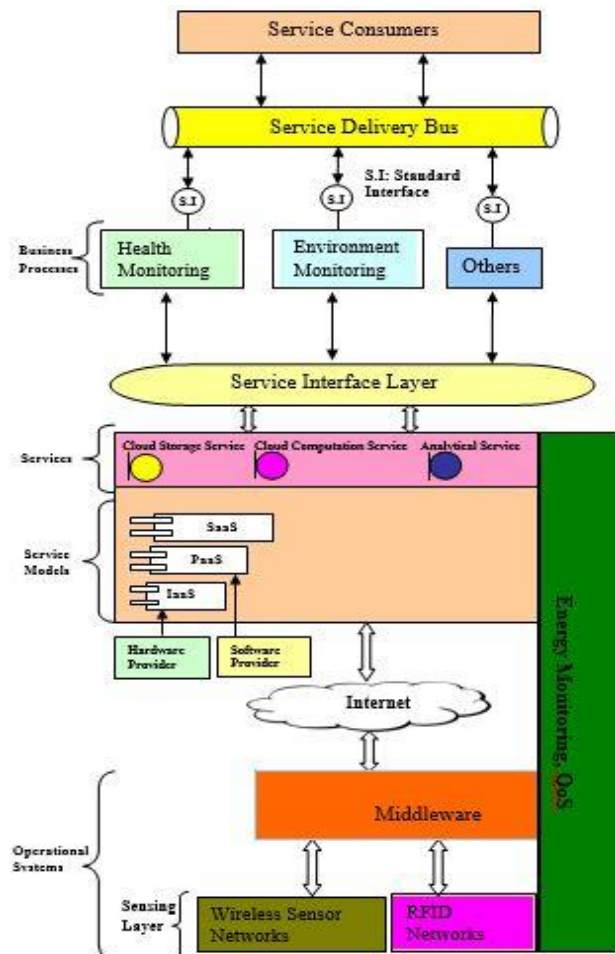 Service Consumers
Service Delivery Bus
S.I: Standard
Interface
S.I
S.I
S.I
Business
Processes
Health
Monitoring
Environment
Monitoring
Others
Service Interface Layer
Services
Cloud Storage Service
Cloud Computation Service
Analytical Service
Service
Models
SaaS
PaaS
IaaS
Hardware
Provider
Software
Provider
Energy Monitoring, QoS
Internet
Middleware
Operational
Systems
Sensing
Layer
Wireless Sensor
Networks
RFID
Networks